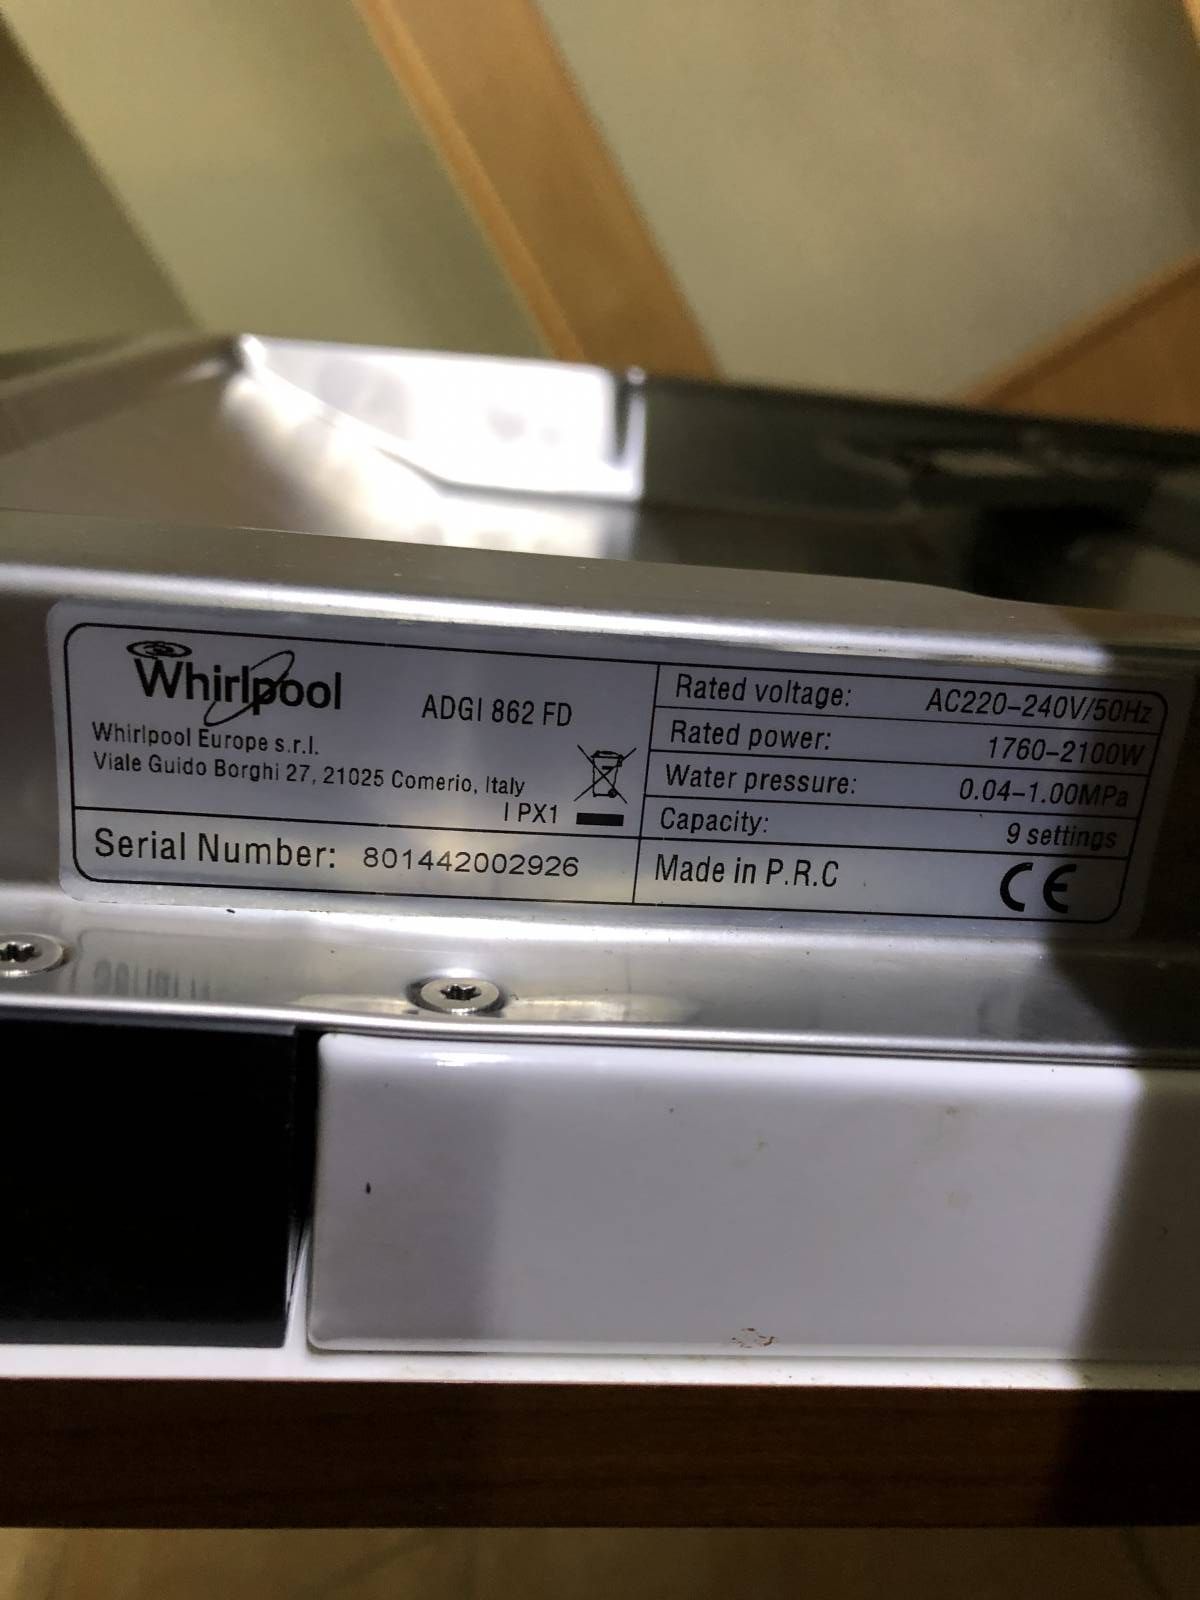 Whirlpool
ADGI 862 FD
Whirlpool Europe s.r.l.
Viale Guido Borghi 27, 21025 Comerio, Italy
I PX1
Serial Number: 801442002926
Rated voltage: AC220-240V/50Hz
Rated power: 1760-2100W
Water pressure: 0.04-1.00MPa
Capacity: 9 settings
Made in P.R.C CE